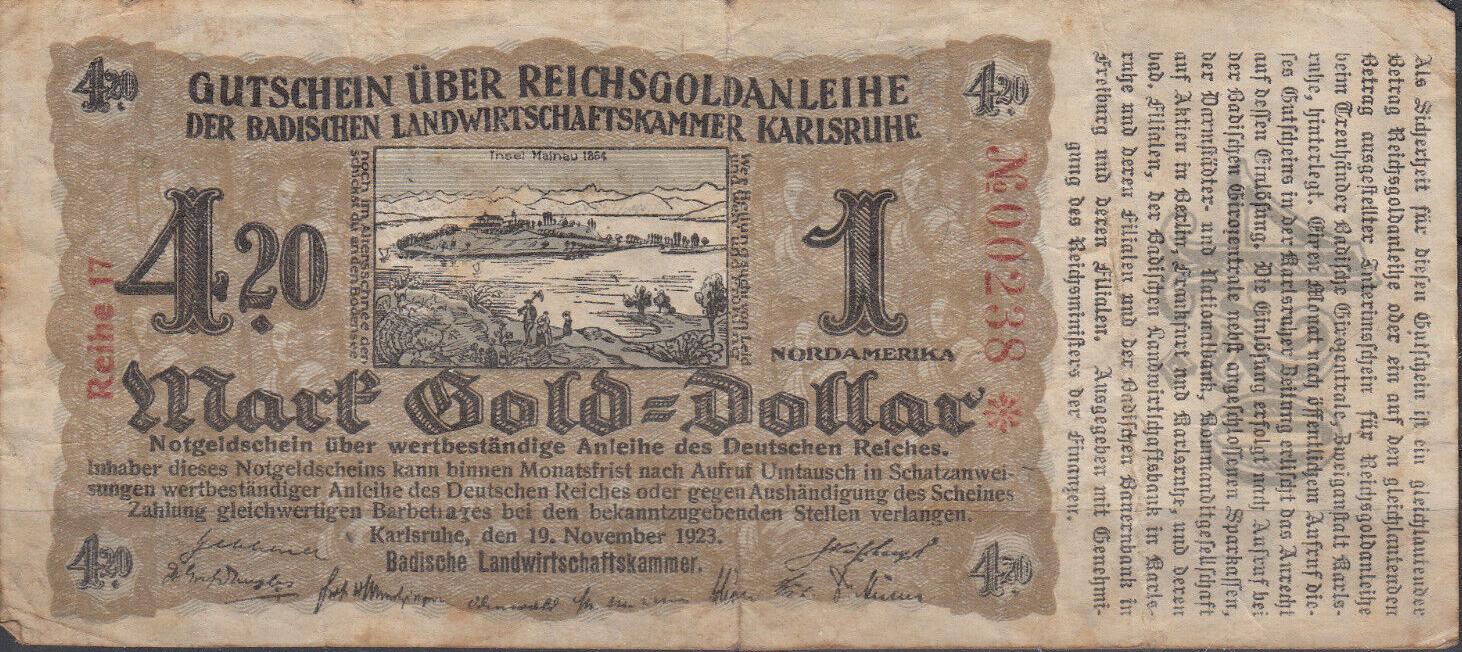 4.20
4.20
GUTSCHEIN ÜBER REICHSGOLDANLEIHE
DER BADISCHEN LANDWIRTSCHAFTSKAMMER KARLSRUHE
Insel Mainau 1864
Reihe 17
4.20
1
NORDAMERIKA
№ 000238 *
Mark Gold=Dollar
Notgeldschein über wertbeständige Anleihe des Deutschen Reiches.
Inhaber dieses Notgeldscheins kann binnen Monatsfrist nach Aufruf Umtausch in Schatzanwei-
sungen wertbeständiger Anleihe des Deutschen Reiches oder gegen Aushändigung des Scheines
Zahlung gleichwertigen Barbetrages bei den bekanntzugebenden Stellen verlangen.
Karlsruhe, den 19. November 1923.
Badische Landwirtschaftskammer.
4.20
4.20
Als Sicherheit für diesen Gutschein ist ein gleichlautender
Betrag Reichsgoldanleihe oder ein auf den gleichlautenden
Betrag ausgestellter Interimschein für Reichsgoldanleihe
beim Treuhänder Badische Girozentrale, Zweiganstalt Karls-
ruhe, hinterlegt. Einen Monat nach öffentlichem Aufruf die-
ses Gutscheins in der Karlsruher Zeitung erlischt das Anrecht
auf dessen Einlösung. Die Einlösung erfolgt nach Aufruf bei
der Badischen Girozentrale nebst angeschlossenen Sparkassen,
der Darmstädter- und Nationalbank, Kommanditgesellschaft
auf Aktien in Berlin, Frankfurt und Karlsruhe, und deren
bad. Filialen, der Badischen Landwirtschaftsbank in Karls-
ruhe und deren Filialen und der Badischen Bauernbank in
Freiburg und deren Filialen. Ausgegeben mit Genehmi-
gung des Reichsministers der Finanzen.